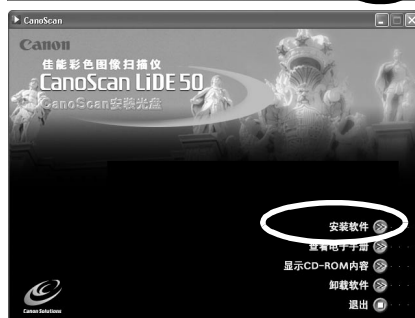 CanoScan
Canon
佳能彩色图像扫描仪
CanoScan LiDE 50
CanoScan安装光盘
安装软件
查看电子手册
显示CD-ROM内容
卸载软件
退出
Canon Solutions